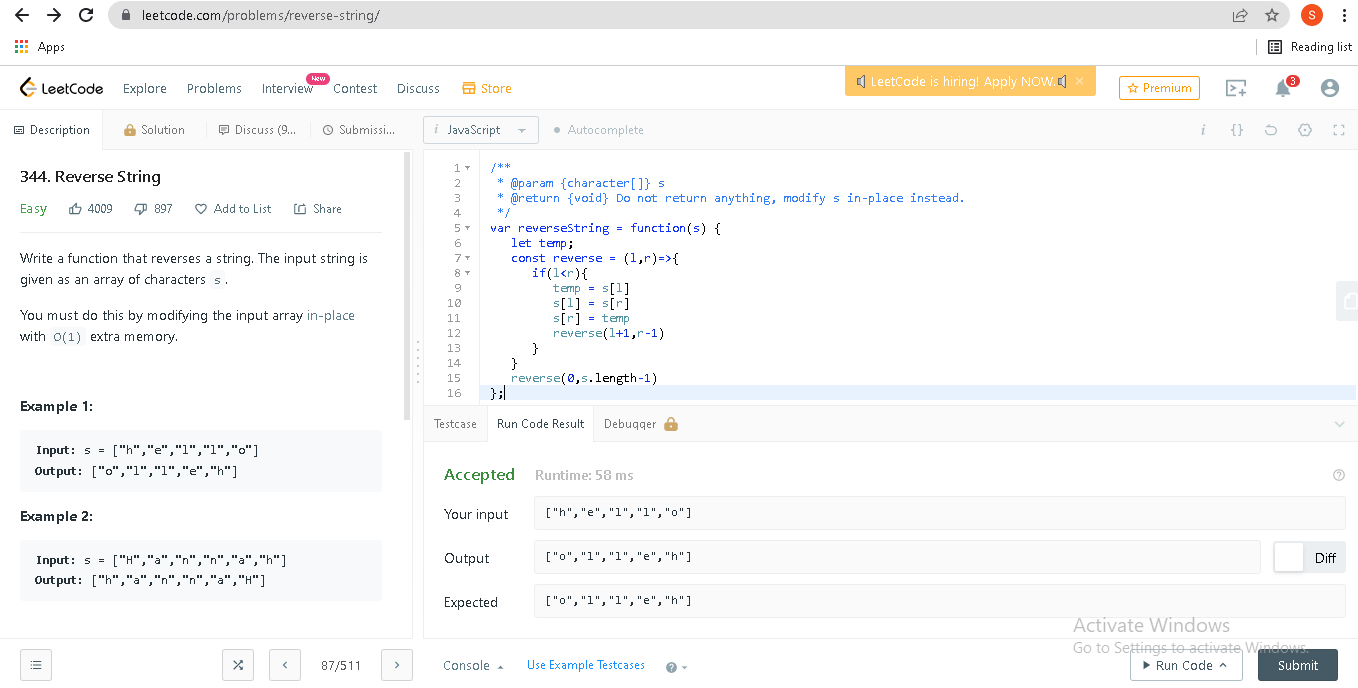 leetcode.com/problems/reverse-string/
S
Apps
Reading list
LeetCode
Explore
Problems
Interview
New
Contest
Discuss
Store
LeetCode is hiring! Apply NOW.
×
Premium
3
Description
Solution
Discuss (9...
Submissi...
i JavaScript
Autocomplete
i {}
344. Reverse String
Easy 4009 897 Add to List Share
Write a function that reverses a string. The input string is
given as an array of characters s .
You must do this by modifying the input array in-place
with O(1) extra memory.
Example 1:
Input: s = ["h","e","l","l","o"]
Output: ["o","l","l","e","h"]
Example 2:
Input: s = ["H","a","n","n","a","h"]
Output: ["h","a","n","n","a","H"]
87/511
1 /**
2 * @param {character[]} s
3 * @return {void} Do not return anything, modify s in-place instead.
4 */
5 var reverseString = function(s) {
6 let temp;
7 const reverse = (l,r)=>{
8 if(l<r){
9 temp = s[l]
10 s[l] = s[r]
11 s[r] = temp
12 reverse(l+1,r-1)
13 }
14 }
15 reverse(0,s.length-1)
16 };
Testcase
Run Code Result
Debugger
Accepted Runtime: 58 ms
?
Your input
["h","e","l","l","o"]
Output
["o","l","l","e","h"]
Diff
Expected
["o","l","l","e","h"]
Activate Windows
Go to Settings to activate Windows.
Console
Use Example Testcases
?
Run Code
Submit